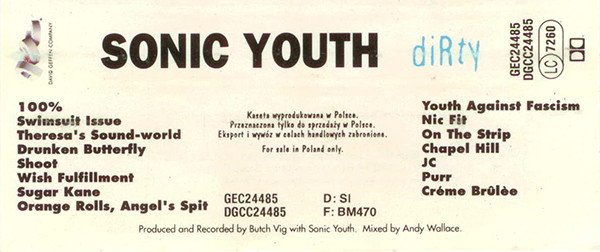 DAVID GEFFEN COMPANY
SONIC YOUTH
diRty
GEC24485
DGCC24485
LC 7260
100%
Swimsuit Issue
Theresa's Sound-world
Drunken Butterfly
Shoot
Wish Fulfillment
Sugar Kane
Orange Rolls, Angel's Spit
Kaseta wyprodukowana w Polsce.
Przeznaczona tylko do sprzedaży w Polsce.
Eksport i wywóz w celach handlowych zabronione.
For sale in Poland only.
GEC24485 D: SI
DGCC24485 F: BM470
Youth Against Fascism
Nic Fit
On The Strip
Chapel Hill
JC
Purr
Créme Brûlèe
Produced and Recorded by Butch Vig with Sonic Youth. Mixed by Andy Wallace.